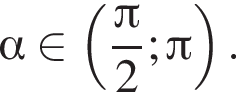 α ∈ (π/2; π).